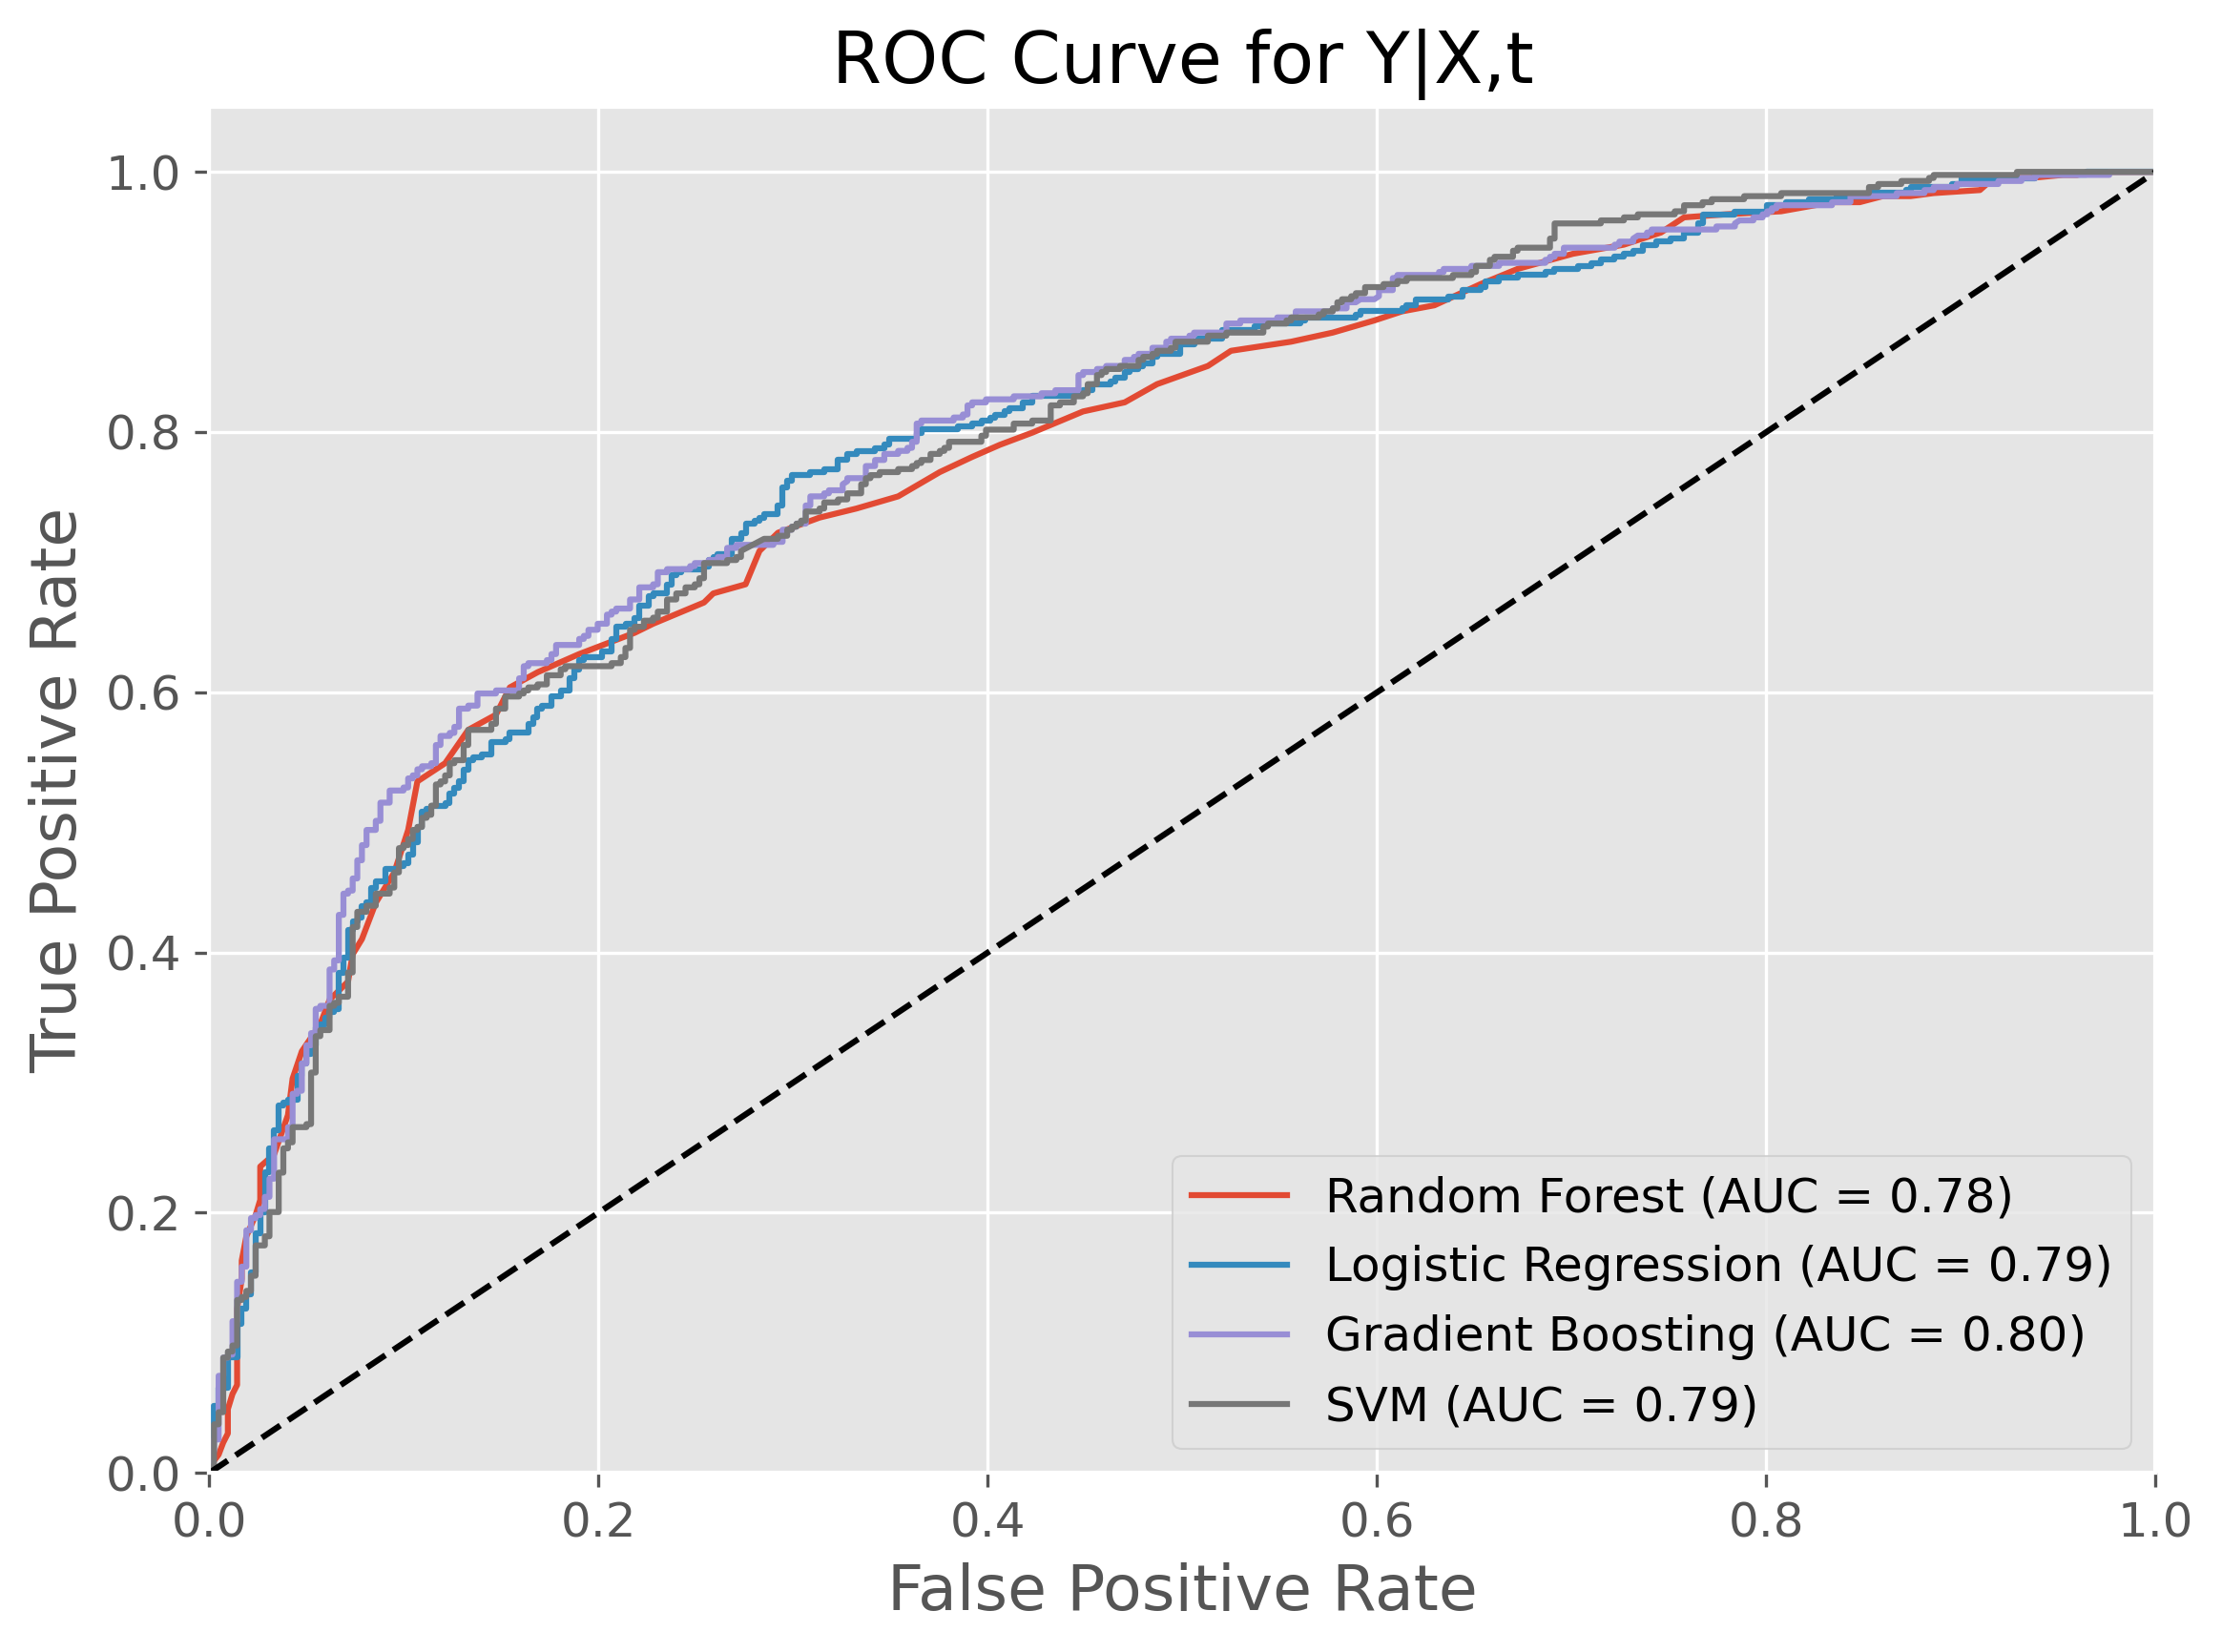 ROC Curve for Y|X,t
True Positive Rate
1.0
0.8
0.6
0.4
0.2
0.0
Random Forest (AUC = 0.78)
Logistic Regression (AUC = 0.79)
Gradient Boosting (AUC = 0.80)
SVM (AUC = 0.79)
0.0 0.2 0.4 0.6 0.8 1.0
False Positive Rate